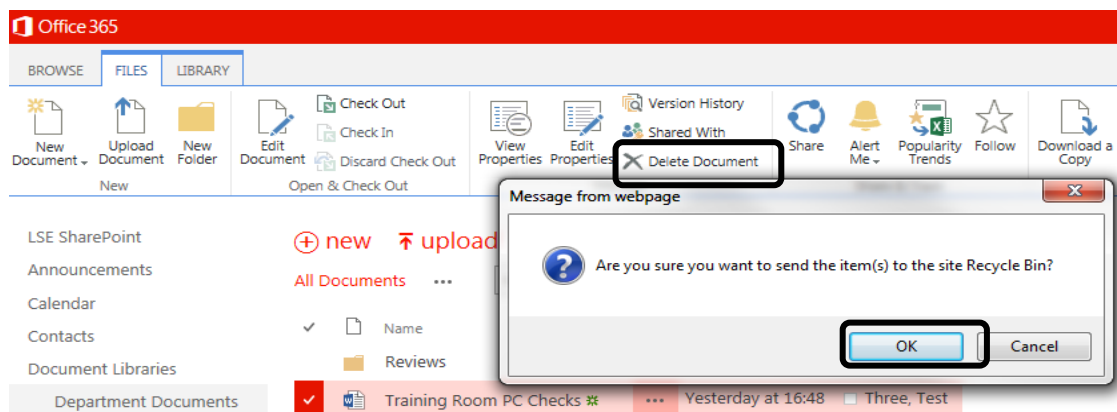 Office 365
BROWSE FILES LIBRARY
New Document
Upload Document
New Folder
New
Edit Document
Check Out
Check In
Discard Check Out
Open & Check Out
View Properties
Edit Properties
Version History
Shared With
Delete Document
Share
Alert Me
Popularity Trends
Follow
Download a Copy
Message from webpage
Are you sure you want to send the item(s) to the site Recycle Bin?
OK Cancel
LSE SharePoint
Announcements
Calendar
Contacts
Document Libraries
Department Documents
new upload
All Documents ...
Name
Reviews
Training Room PC Checks ... Yesterday at 16:48 Three, Test